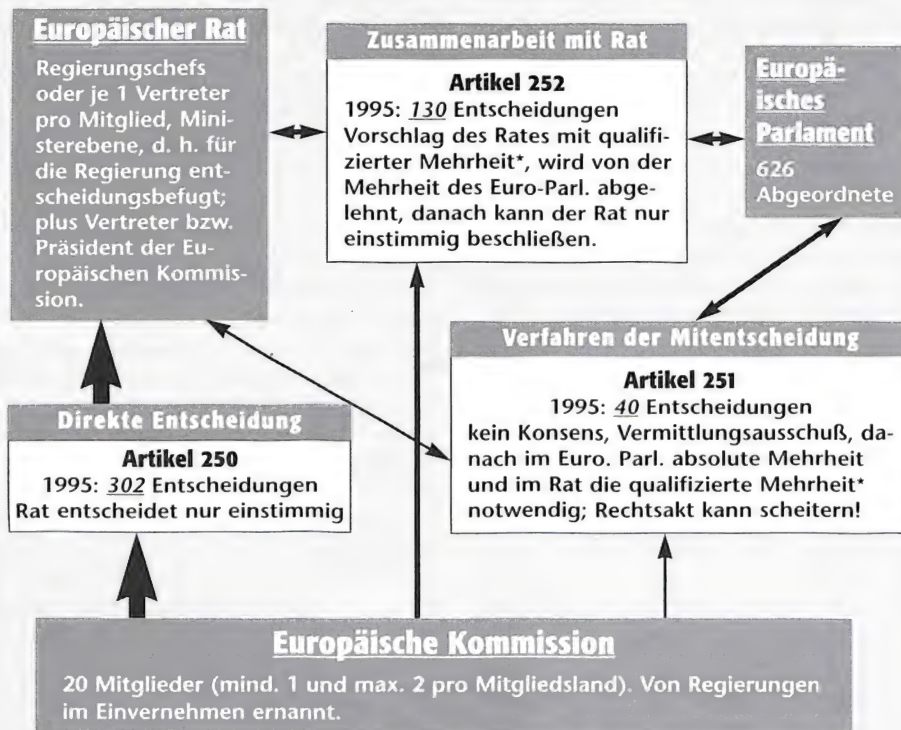 Europäischer Rat
Regierungschefs
oder je 1 Vertreter
pro Mitglied, Mini-
sterebene, d. h. für
die Regierung ent-
scheidungsbefugt;
plus Vertreter bzw.
Präsident der Eu-
ropäischen Kommis-
sion.
Zusammenarbeit mit Rat
Artikel 252
1995: 130 Entscheidungen
Vorschlag des Rates mit qualifi-
zierter Mehrheit*, wird von der
Mehrheit des Euro-Parl. abge-
lehnt, danach kann der Rat nur
einstimmig beschließen.
Europä-
isches
Parlament
626
Abgeordnete
Direkte Entscheidung
Artikel 250
1995: 302 Entscheidungen
Rat entscheidet nur einstimmig
Verfahren der Mitentscheidung
Artikel 251
1995: 40 Entscheidungen
kein Konsens, Vermittlungsausschuß, da-
nach im Euro. Parl. absolute Mehrheit
und im Rat die qualifizierte Mehrheit*
notwendig; Rechtsakt kann scheitern!
Europäische Kommission
20 Mitglieder (mind. 1 und max. 2 pro Mitgliedsland). Von Regierungen
im Einvernehmen ernannt.